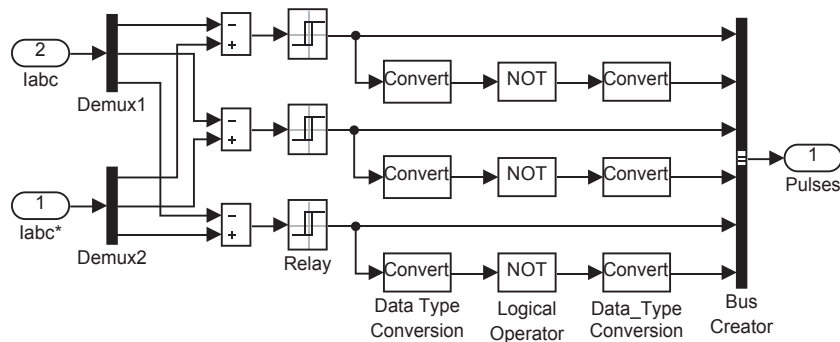 2
Iabc
Demux1
1
Iabc*
Demux2
−
+
−
+
−
+
Relay
Convert
NOT
Convert
Convert
NOT
Convert
Convert
NOT
Convert
Data Type
Conversion
Logical
Operator
Data_Type
Conversion
Bus
Creator
1
Pulses